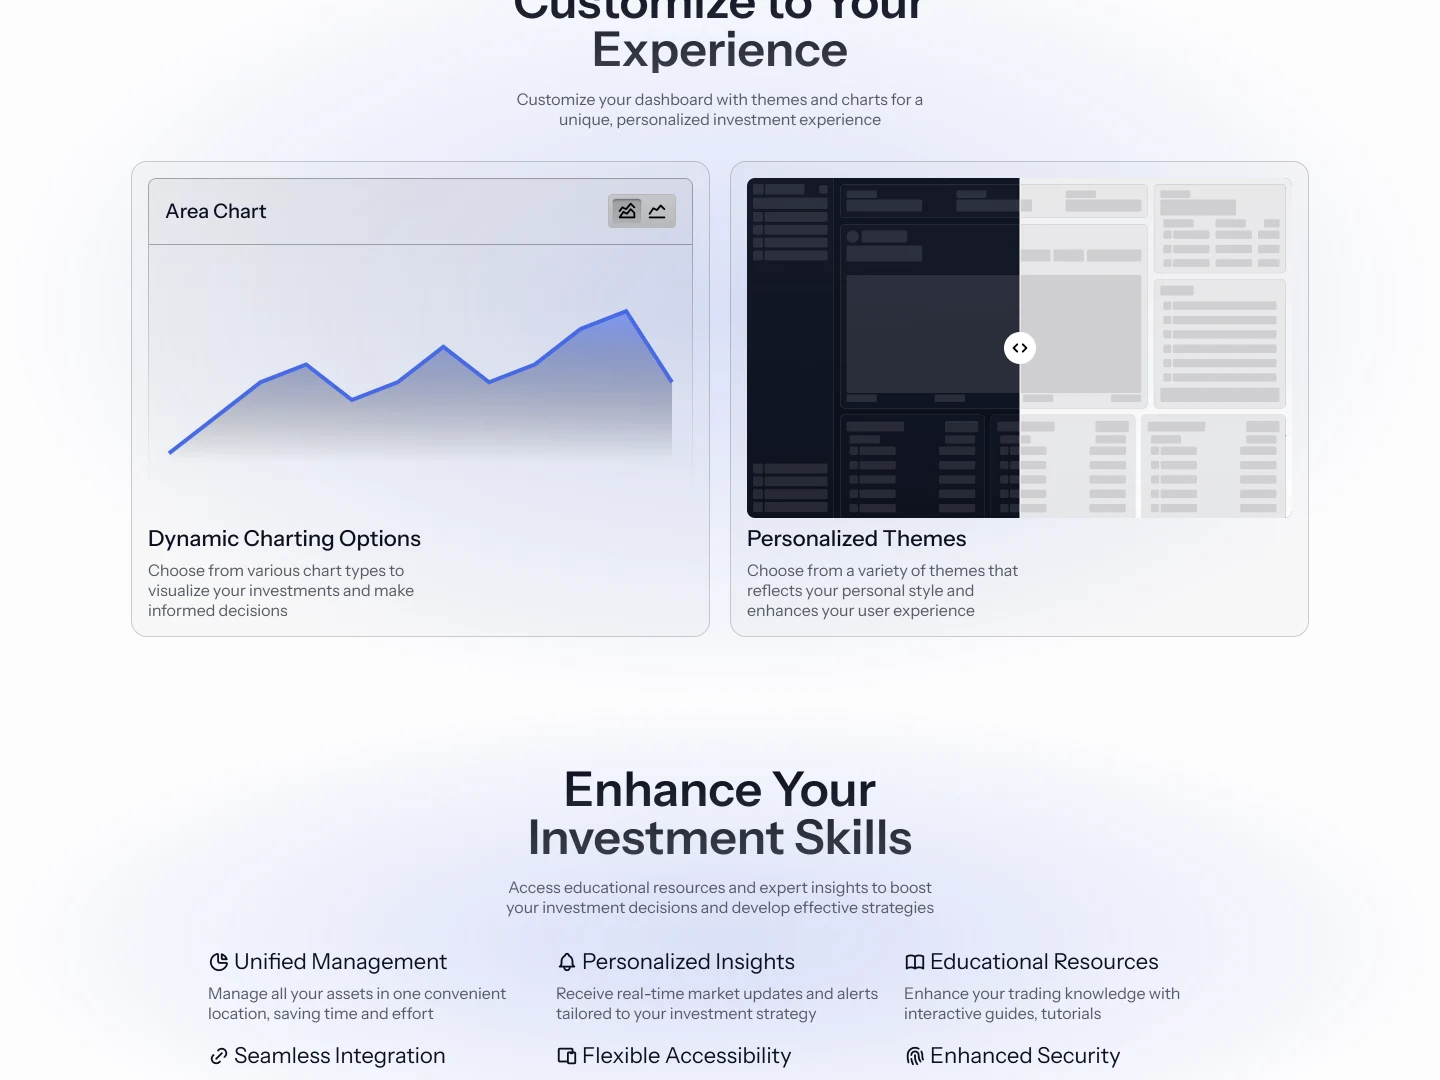 Customize to Your
Experience
Customize your dashboard with themes and charts for a
unique, personalized investment experience
Area Chart
Dynamic Charting Options
Choose from various chart types to
visualize your investments and make
informed decisions
Personalized Themes
Choose from a variety of themes that
reflects your personal style and
enhances your user experience
Enhance Your
Investment Skills
Access educational resources and expert insights to boost
your investment decisions and develop effective strategies
Unified Management
Manage all your assets in one convenient
location, saving time and effort
Personalized Insights
Receive real-time market updates and alerts
tailored to your investment strategy
Educational Resources
Enhance your trading knowledge with
interactive guides, tutorials
Seamless Integration
Flexible Accessibility
Enhanced Security